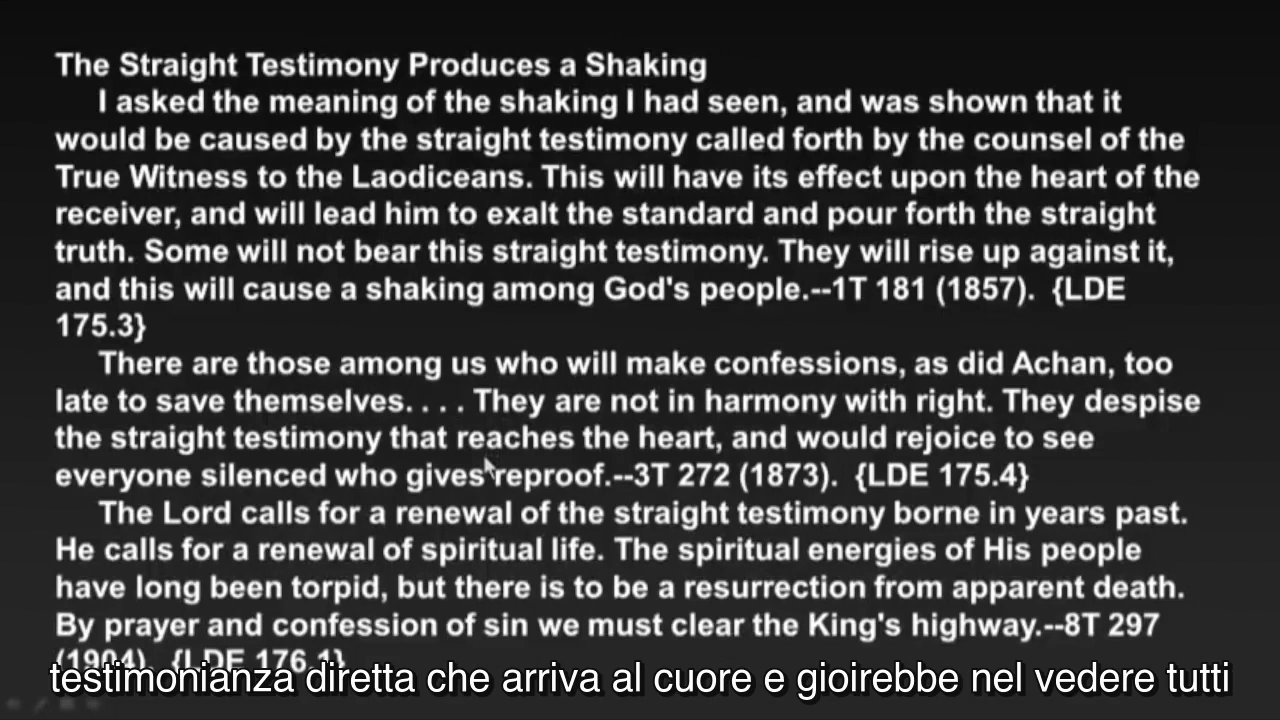 The Straight Testimony Produces a Shaking
I asked the meaning of the shaking I had seen, and was shown that it
would be caused by the straight testimony called forth by the counsel of the
True Witness to the Laodiceans. This will have its effect upon the heart of the
receiver, and will lead him to exalt the standard and pour forth the straight
truth. Some will not bear this straight testimony. They will rise up against it,
and this will cause a shaking among God's people.--1T 181 (1857). {LDE
175.3}
There are those among us who will make confessions, as did Achan, too
late to save themselves. . . . They are not in harmony with right. They despise
the straight testimony that reaches the heart, and would rejoice to see
everyone silenced who gives reproof.--3T 272 (1873). {LDE 175.4}
The Lord calls for a renewal of the straight testimony borne in years past.
He calls for a renewal of spiritual life. The spiritual energies of His people
have long been torpid, but there is to be a resurrection from apparent death.
By prayer and confession of sin we must clear the King's highway.--8T 297
(1904). {LDE 176.1}
testimonianza diretta che arriva al cuore e gioirebbe nel vedere tutti